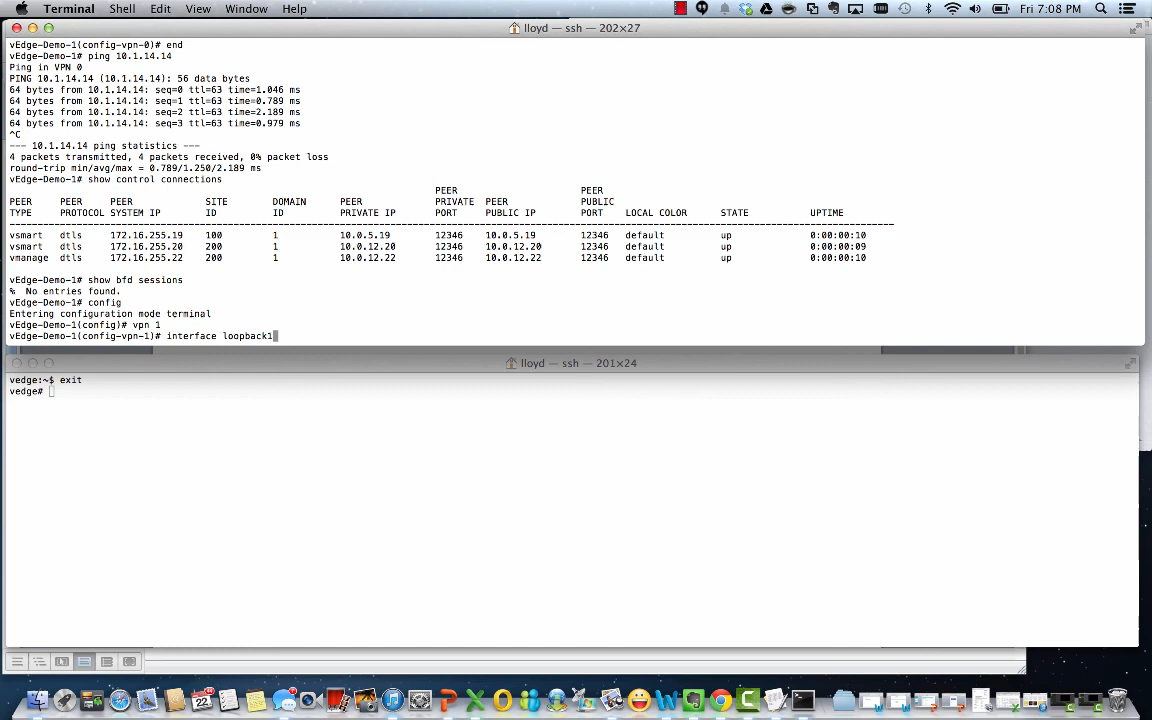 Terminal Shell Edit View Window Help Fri 7:08 PM
lloyd — ssh — 202×27
vEdge-Demo-1(config-vpn-0)# end
vEdge-Demo-1# ping 10.1.14.14
Ping in VPN 0
PING 10.1.14.14 (10.1.14.14): 56 data bytes
64 bytes from 10.1.14.14: seq=0 ttl=63 time=1.046 ms
64 bytes from 10.1.14.14: seq=1 ttl=63 time=0.789 ms
64 bytes from 10.1.14.14: seq=2 ttl=63 time=2.189 ms
64 bytes from 10.1.14.14: seq=3 ttl=63 time=0.979 ms
^C
--- 10.1.14.14 ping statistics ---
4 packets transmitted, 4 packets received, 0% packet loss
round-trip min/avg/max = 0.789/1.250/2.189 ms
vEdge-Demo-1# show control connections
PEER PEER
PEER PEER PEER SITE DOMAIN PEER PRIVATE PEER PUBLIC
TYPE PROTOCOL SYSTEM IP ID ID PRIVATE IP PORT PUBLIC IP PORT LOCAL COLOR STATE UPTIME
vsmart dtls 172.16.255.19 100 1 10.0.5.19 12346 10.0.5.19 12346 default up 0:00:00:10
vsmart dtls 172.16.255.20 200 1 10.0.12.20 12346 10.0.12.20 12346 default up 0:00:00:09
vmanage dtls 172.16.255.22 200 1 10.0.12.22 12346 10.0.12.22 12346 default up 0:00:00:10
vEdge-Demo-1# show bfd sessions
% No entries found.
vEdge-Demo-1# config
Entering configuration mode terminal
vEdge-Demo-1(config)# vpn 1
vEdge-Demo-1(config-vpn-1)# interface loopback1
lloyd — ssh — 201×24
vedge:~$ exit
vedge#